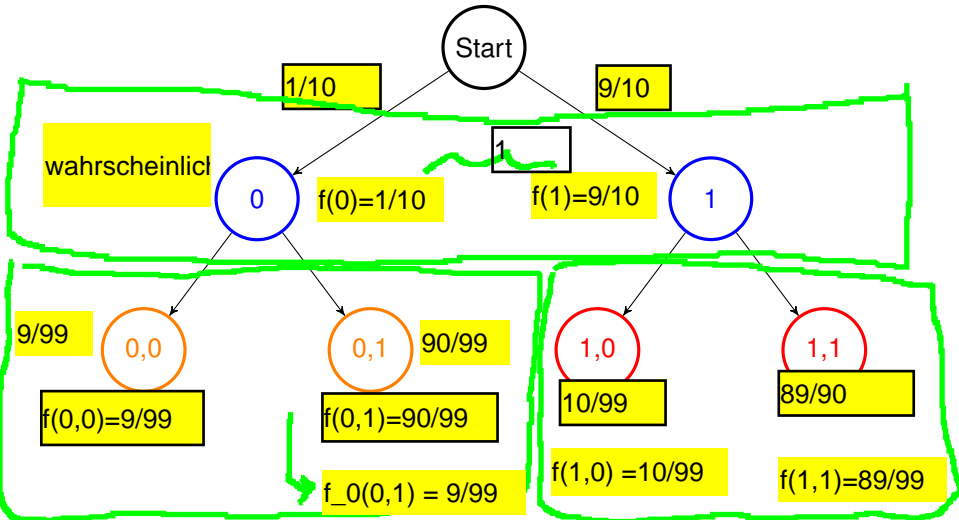 Start
1/10
9/10
1
wahrscheinlich
0
f(0)=1/10
f(1)=9/10
1
9/99
0,0
0,1
90/99
1,0
1,1
f(0,0)=9/99
f(0,1)=90/99
10/99
89/90
f_0(0,1) = 9/99
f(1,0) =10/99
f(1,1)=89/99